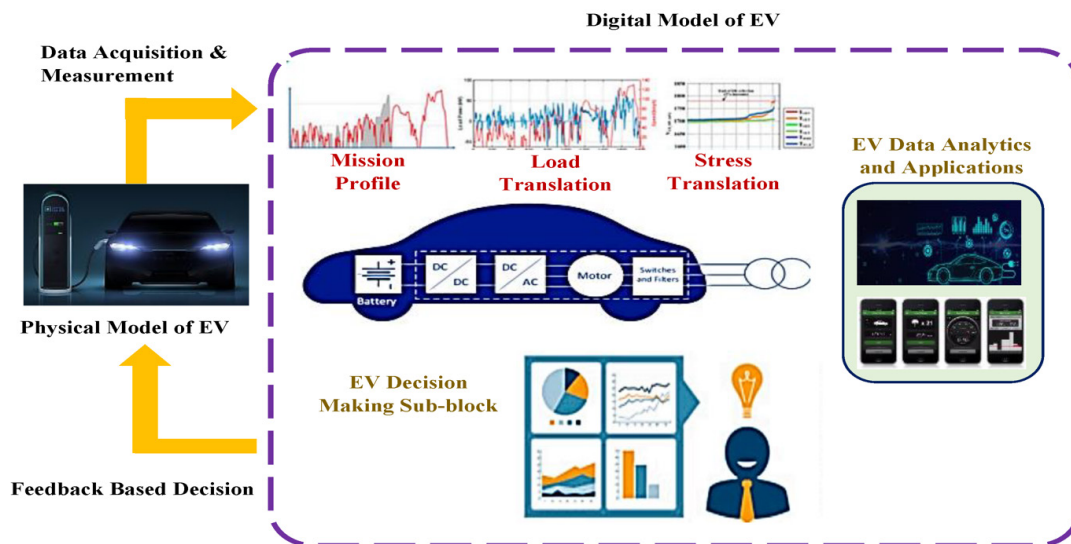 Digital Model of EV
Data Acquisition &
Measurement
Mission
Profile
Load
Translation
Stress
Translation
EV Data Analytics
and Applications
Battery
DC
DC
DC
AC
Motor
Switches
and Filters
Physical Model of EV
EV Decision
Making Sub-block
Feedback Based Decision